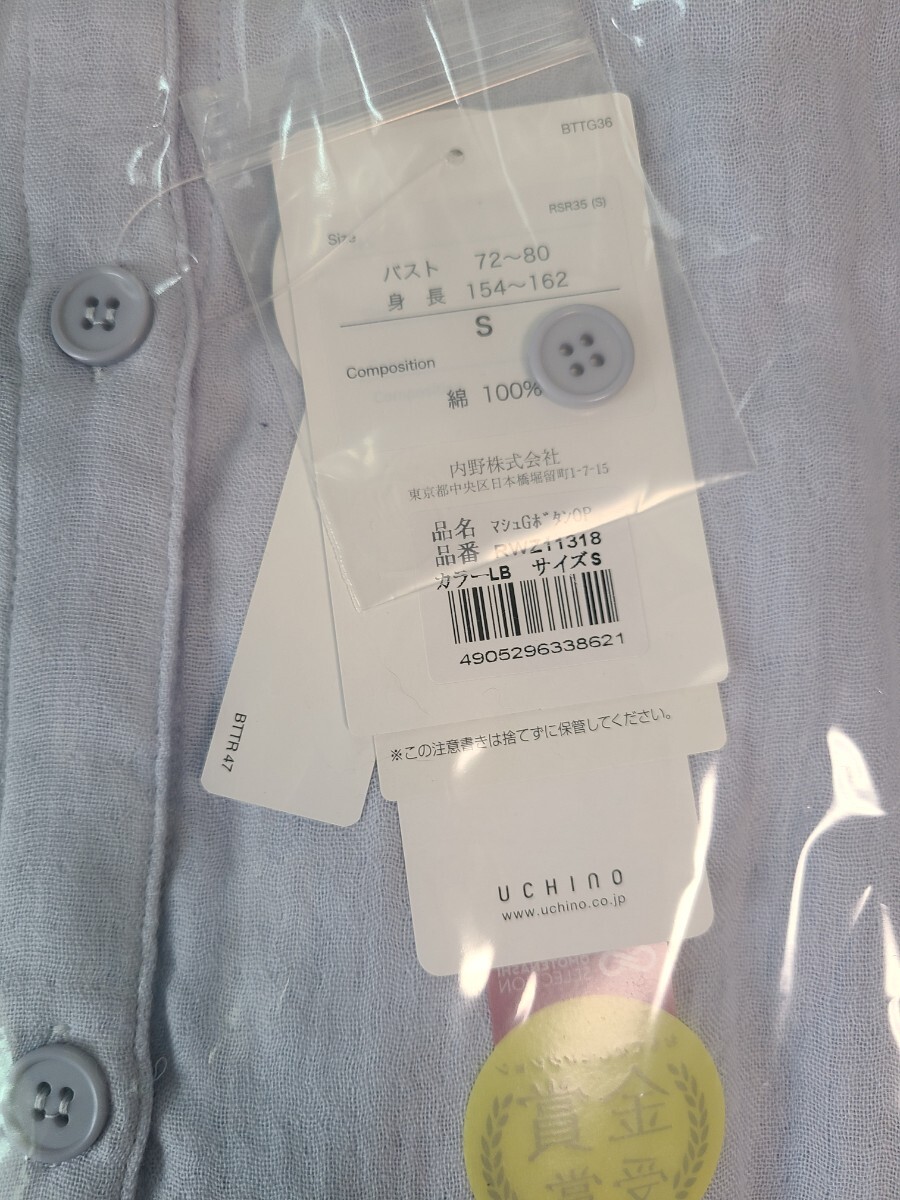 BTTG36
RSR35 (S)
Size
バスト 72～80
身長 154～162
S
Composition
綿 100%
内野株式会社
東京都中央区日本橋堀留町1-7-15
品名 マシュGボタンOP
品番 RWZ11318
カラーLB サイズS
4905296338621
BTTR47
※この注意書きは捨てずに保管してください。
UCHINO
www.uchino.co.jp
SELECTION
金賞
受賞